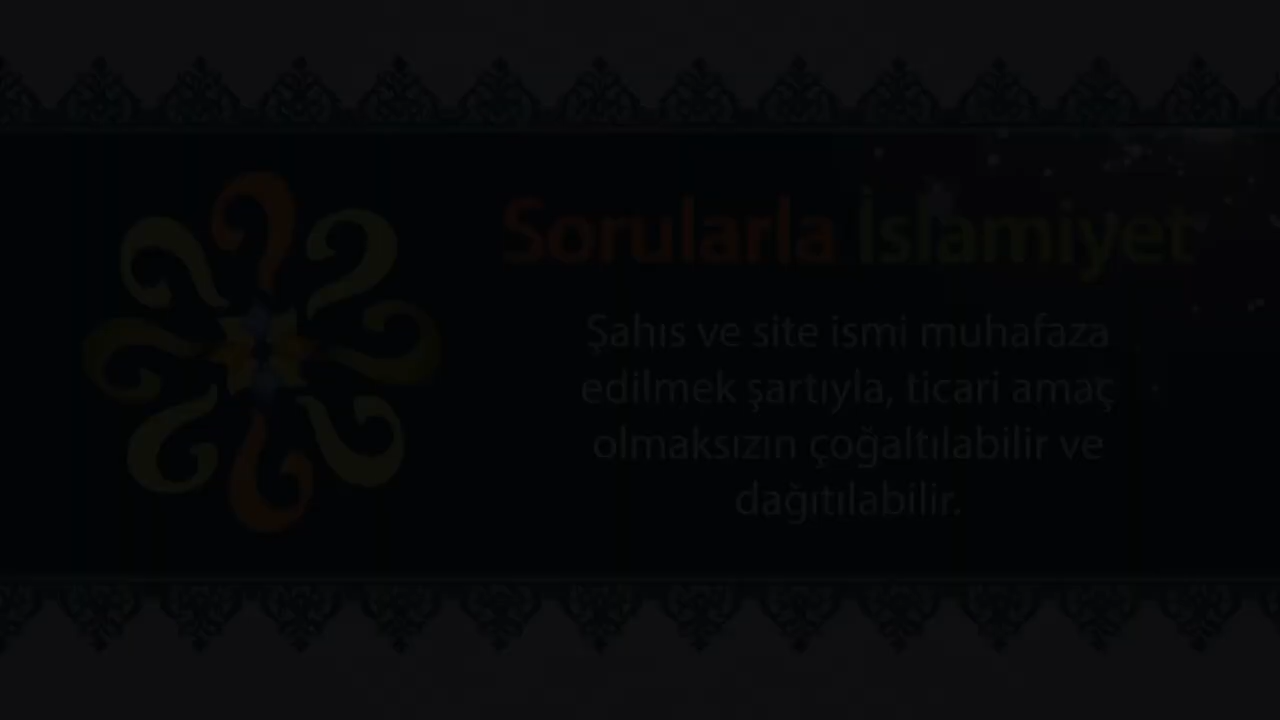 Sorularla İslamiyet
Şahıs ve site ismi muhafaza
edilmek şartıyla, ticari amaç
olmaksızın çoğaltılabilir ve
dağıtılabilir.